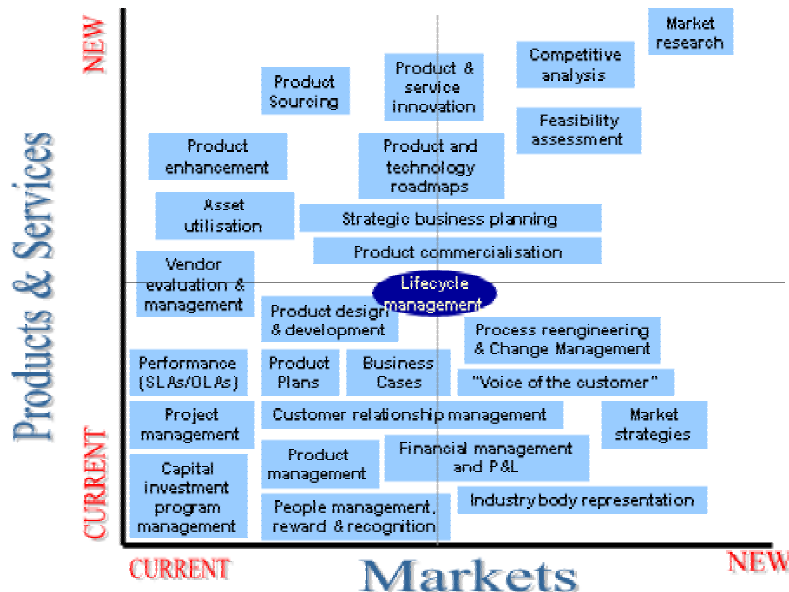 NEW
Market
research
Competitive
analysis
Product &
service
innovation
Product
Sourcing
Feasibility
assessment
Product
enhancement
Product and
technology
roadmaps
Asset
utilisation
Strategic business planning
Product commercialisation
Vendor
evaluation &
management
Lifecycle
management
Product design
& development
Process reengineering
& Change Management
Performance
(SLAs/OLAs)
Product
Plans
Business
Cases
"Voice of the customer"
Project
management
Customer relationship management
Market
strategies
Product
management
Financial management
and P&L
Capital
investment
program
management
People management,
reward & recognition
Industry body representation
Products & Services
CURRENT
CURRENT
Markets
NEW